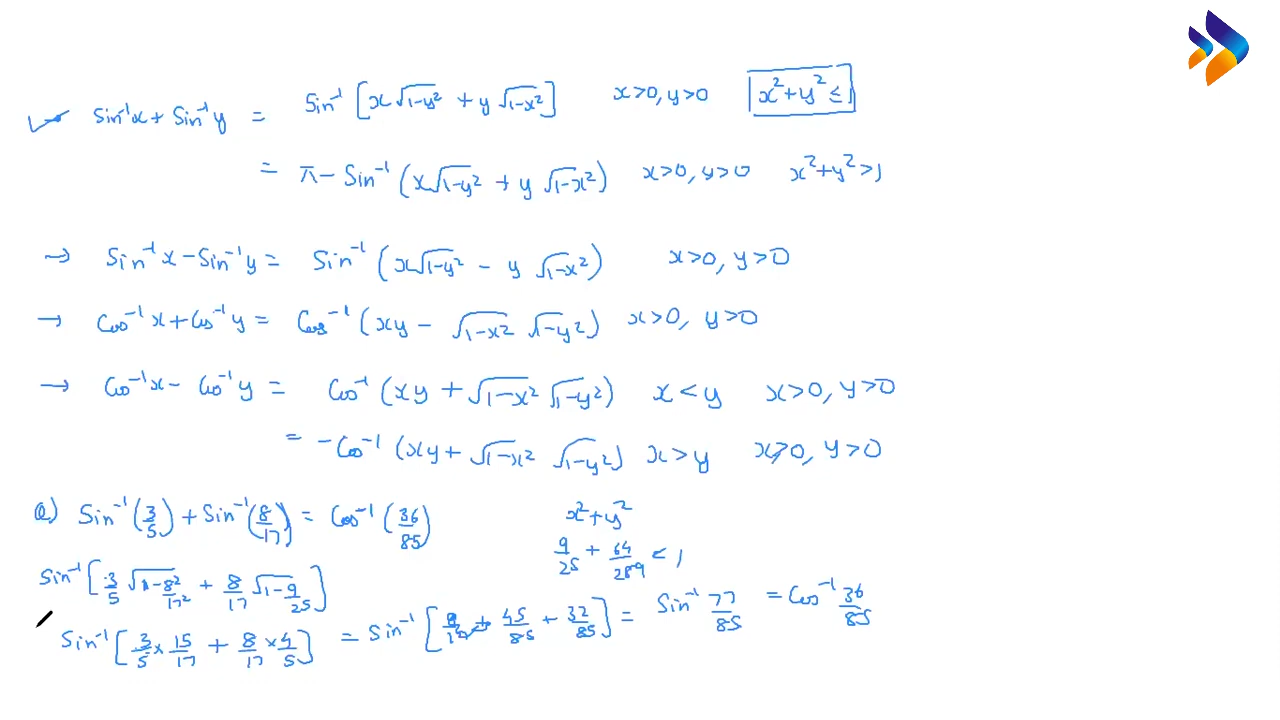 Sin⁻¹x + Sin⁻¹y = Sin⁻¹ [x √1-y² + y √1-x²] x>0, y>0 x²+y² ≤ 1
= π - Sin⁻¹ (x√1-y² + y √1-x²) x>0, y>0 x²+y²>1
→ Sin⁻¹x - Sin⁻¹y = Sin⁻¹ (x√1-y² - y √1-x²) x>0, y>0
→ Cos⁻¹x + Cos⁻¹y = Cos⁻¹ (xy - √1-x² √1-y²) x>0, y>0
→ Cos⁻¹x - Cos⁻¹y = Cos⁻¹ (xy + √1-x² √1-y²) x<y x>0, y>0
= -Cos⁻¹ (xy + √1-x² √1-y²) x>y x>0, y>0
Q) Sin⁻¹(3/5) + Sin⁻¹(8/17) = Cos⁻¹(36/85) x²+y²
9/25 + 64/289 < 1
Sin⁻¹[3/5 √1-8²/17² + 8/17 √1-9/25]
Sin⁻¹[3/5 × 15/17 + 8/17 × 4/5] = Sin⁻¹[45/85 + 32/85] = Sin⁻¹ 77/85 = Cos⁻¹ 36/85